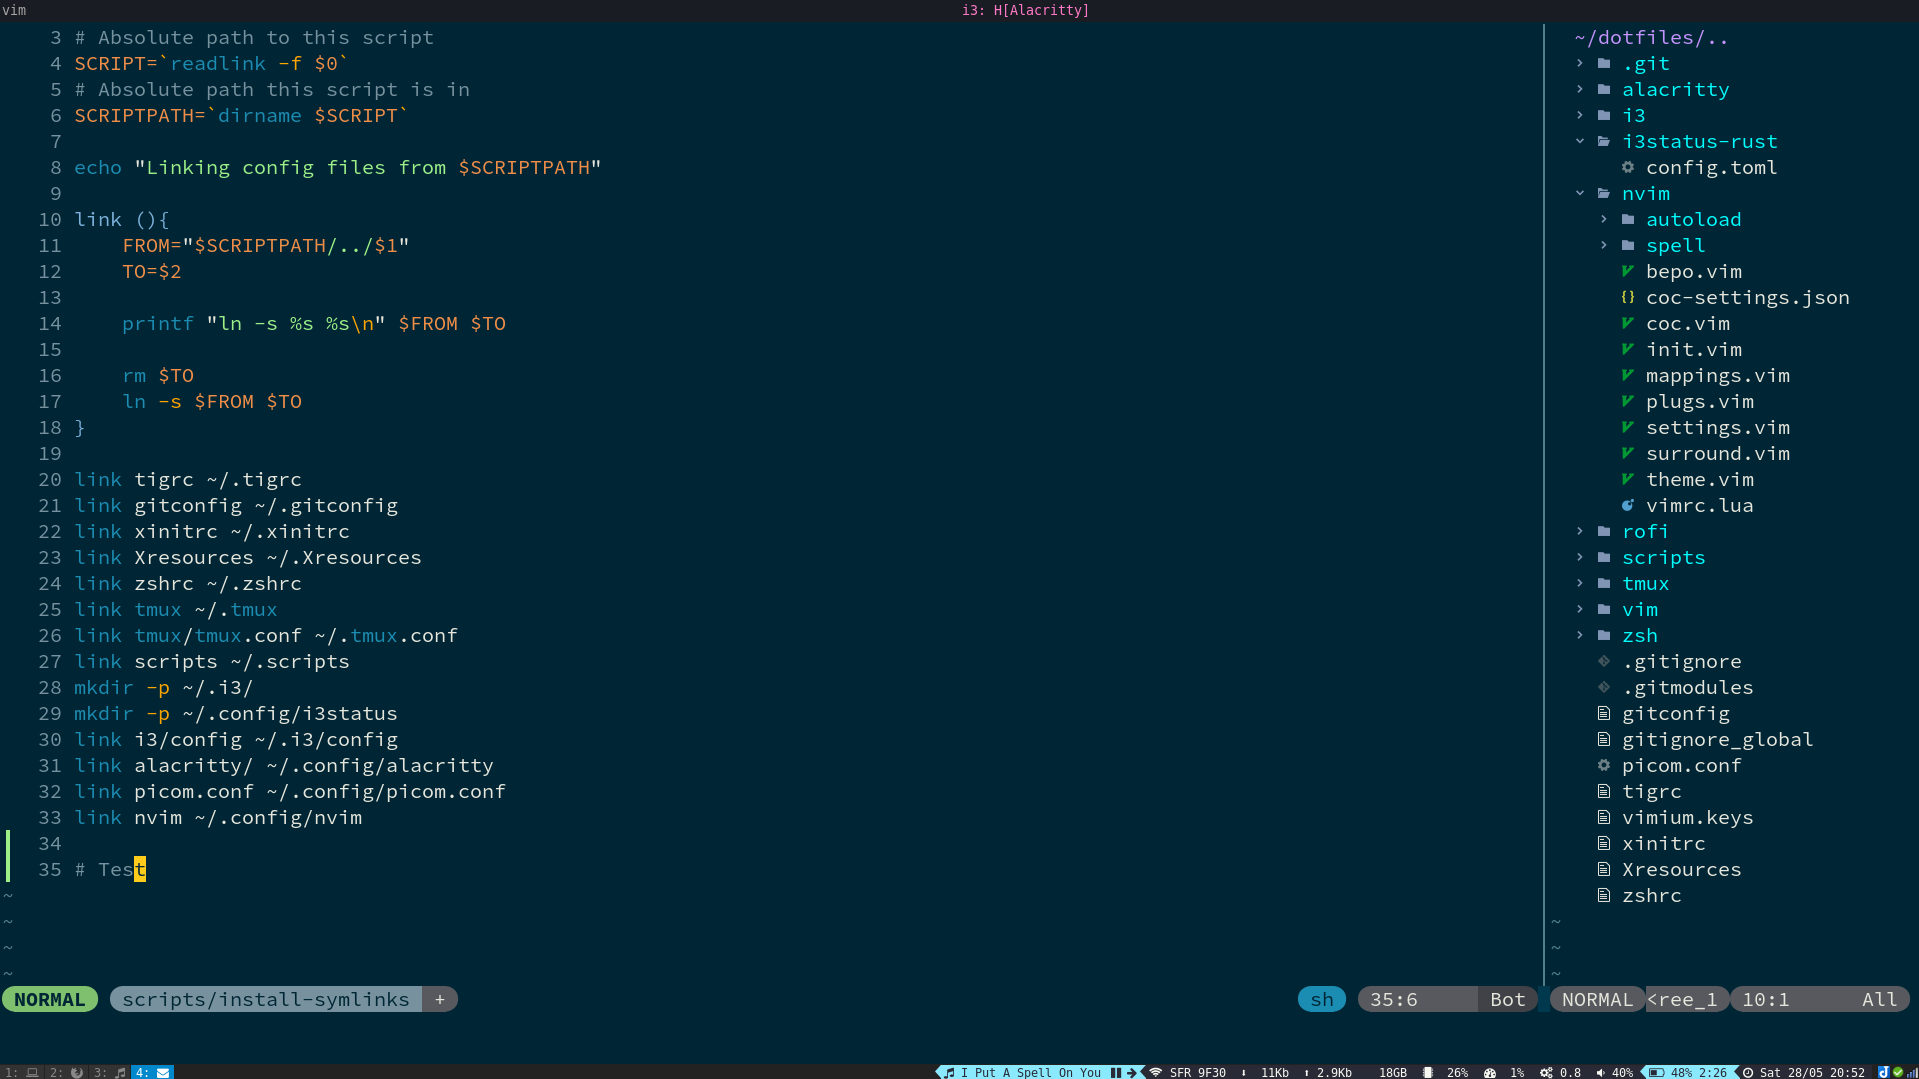 vim
i3: H[Alacritty]
3 # Absolute path to this script
4 SCRIPT=`readlink -f $0`
5 # Absolute path this script is in
6 SCRIPTPATH=`dirname $SCRIPT`
7
8 echo "Linking config files from $SCRIPTPATH"
9
10 link (){
11     FROM="$SCRIPTPATH/../$1"
12     TO=$2
13
14     printf "ln -s %s %s\n" $FROM $TO
15
16     rm $TO
17     ln -s $FROM $TO
18 }
19
20 link tigrc ~/.tigrc
21 link gitconfig ~/.gitconfig
22 link xinitrc ~/.xinitrc
23 link Xresources ~/.Xresources
24 link zshrc ~/.zshrc
25 link tmux ~/.tmux
26 link tmux/tmux.conf ~/.tmux.conf
27 link scripts ~/.scripts
28 mkdir -p ~/.i3/
29 mkdir -p ~/.config/i3status
30 link i3/config ~/.i3/config
31 link alacritty/ ~/.config/alacritty
32 link picom.conf ~/.config/picom.conf
33 link nvim ~/.config/nvim
34
35 # Test
~
~
~
~
~/dotfiles/..
.git
alacritty
i3
i3status-rust
config.toml
nvim
autoload
spell
bepo.vim
{} coc-settings.json
coc.vim
init.vim
mappings.vim
plugs.vim
settings.vim
surround.vim
theme.vim
vimrc.lua
rofi
scripts
tmux
vim
zsh
.gitignore
.gitmodules
gitconfig
gitignore_global
picom.conf
tigrc
vimium.keys
xinitrc
Xresources
zshrc
~
~
~
NORMAL scripts/install-symlinks + sh 35:6 Bot
NORMAL <ree_1 10:1 All
1: 2: 3: 4:
I Put A Spell On You SFR 9F30 11Kb 2.9Kb 18GB 26% 1% 0.8 40% 48% 2:26 Sat 28/05 20:52